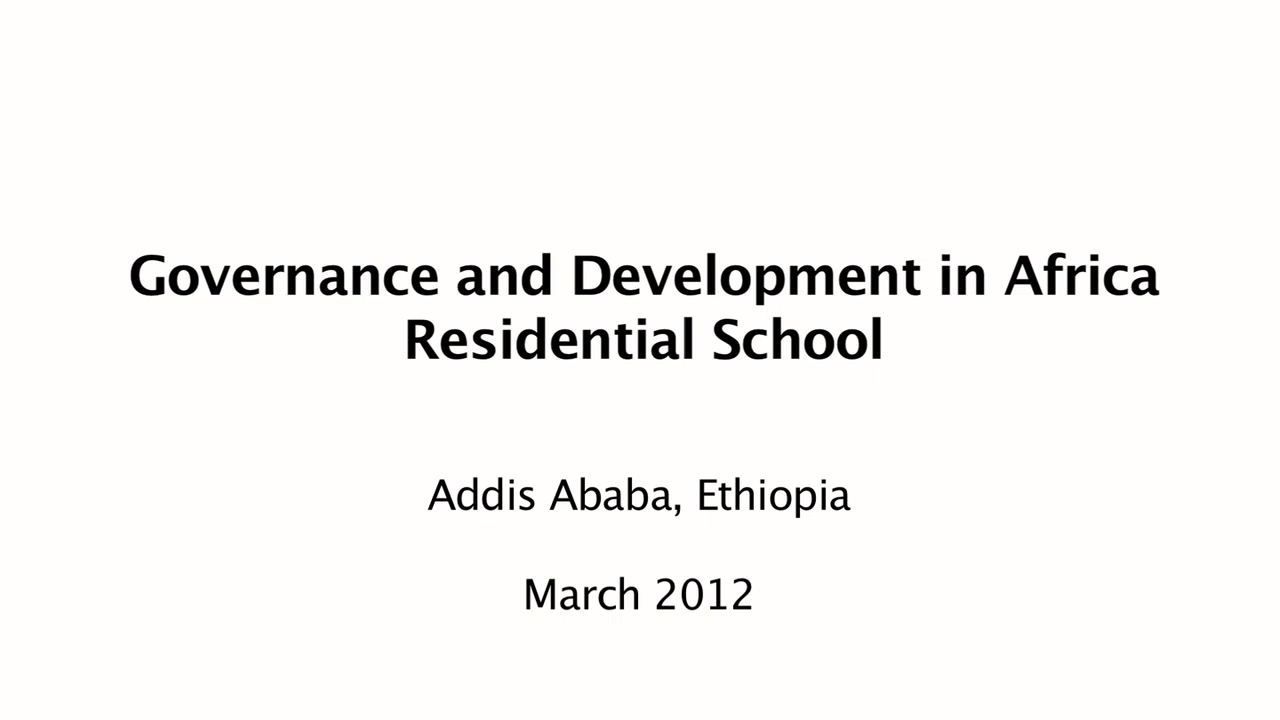 Governance and Development in Africa
Residential School
Addis Ababa, Ethiopia
March 2012